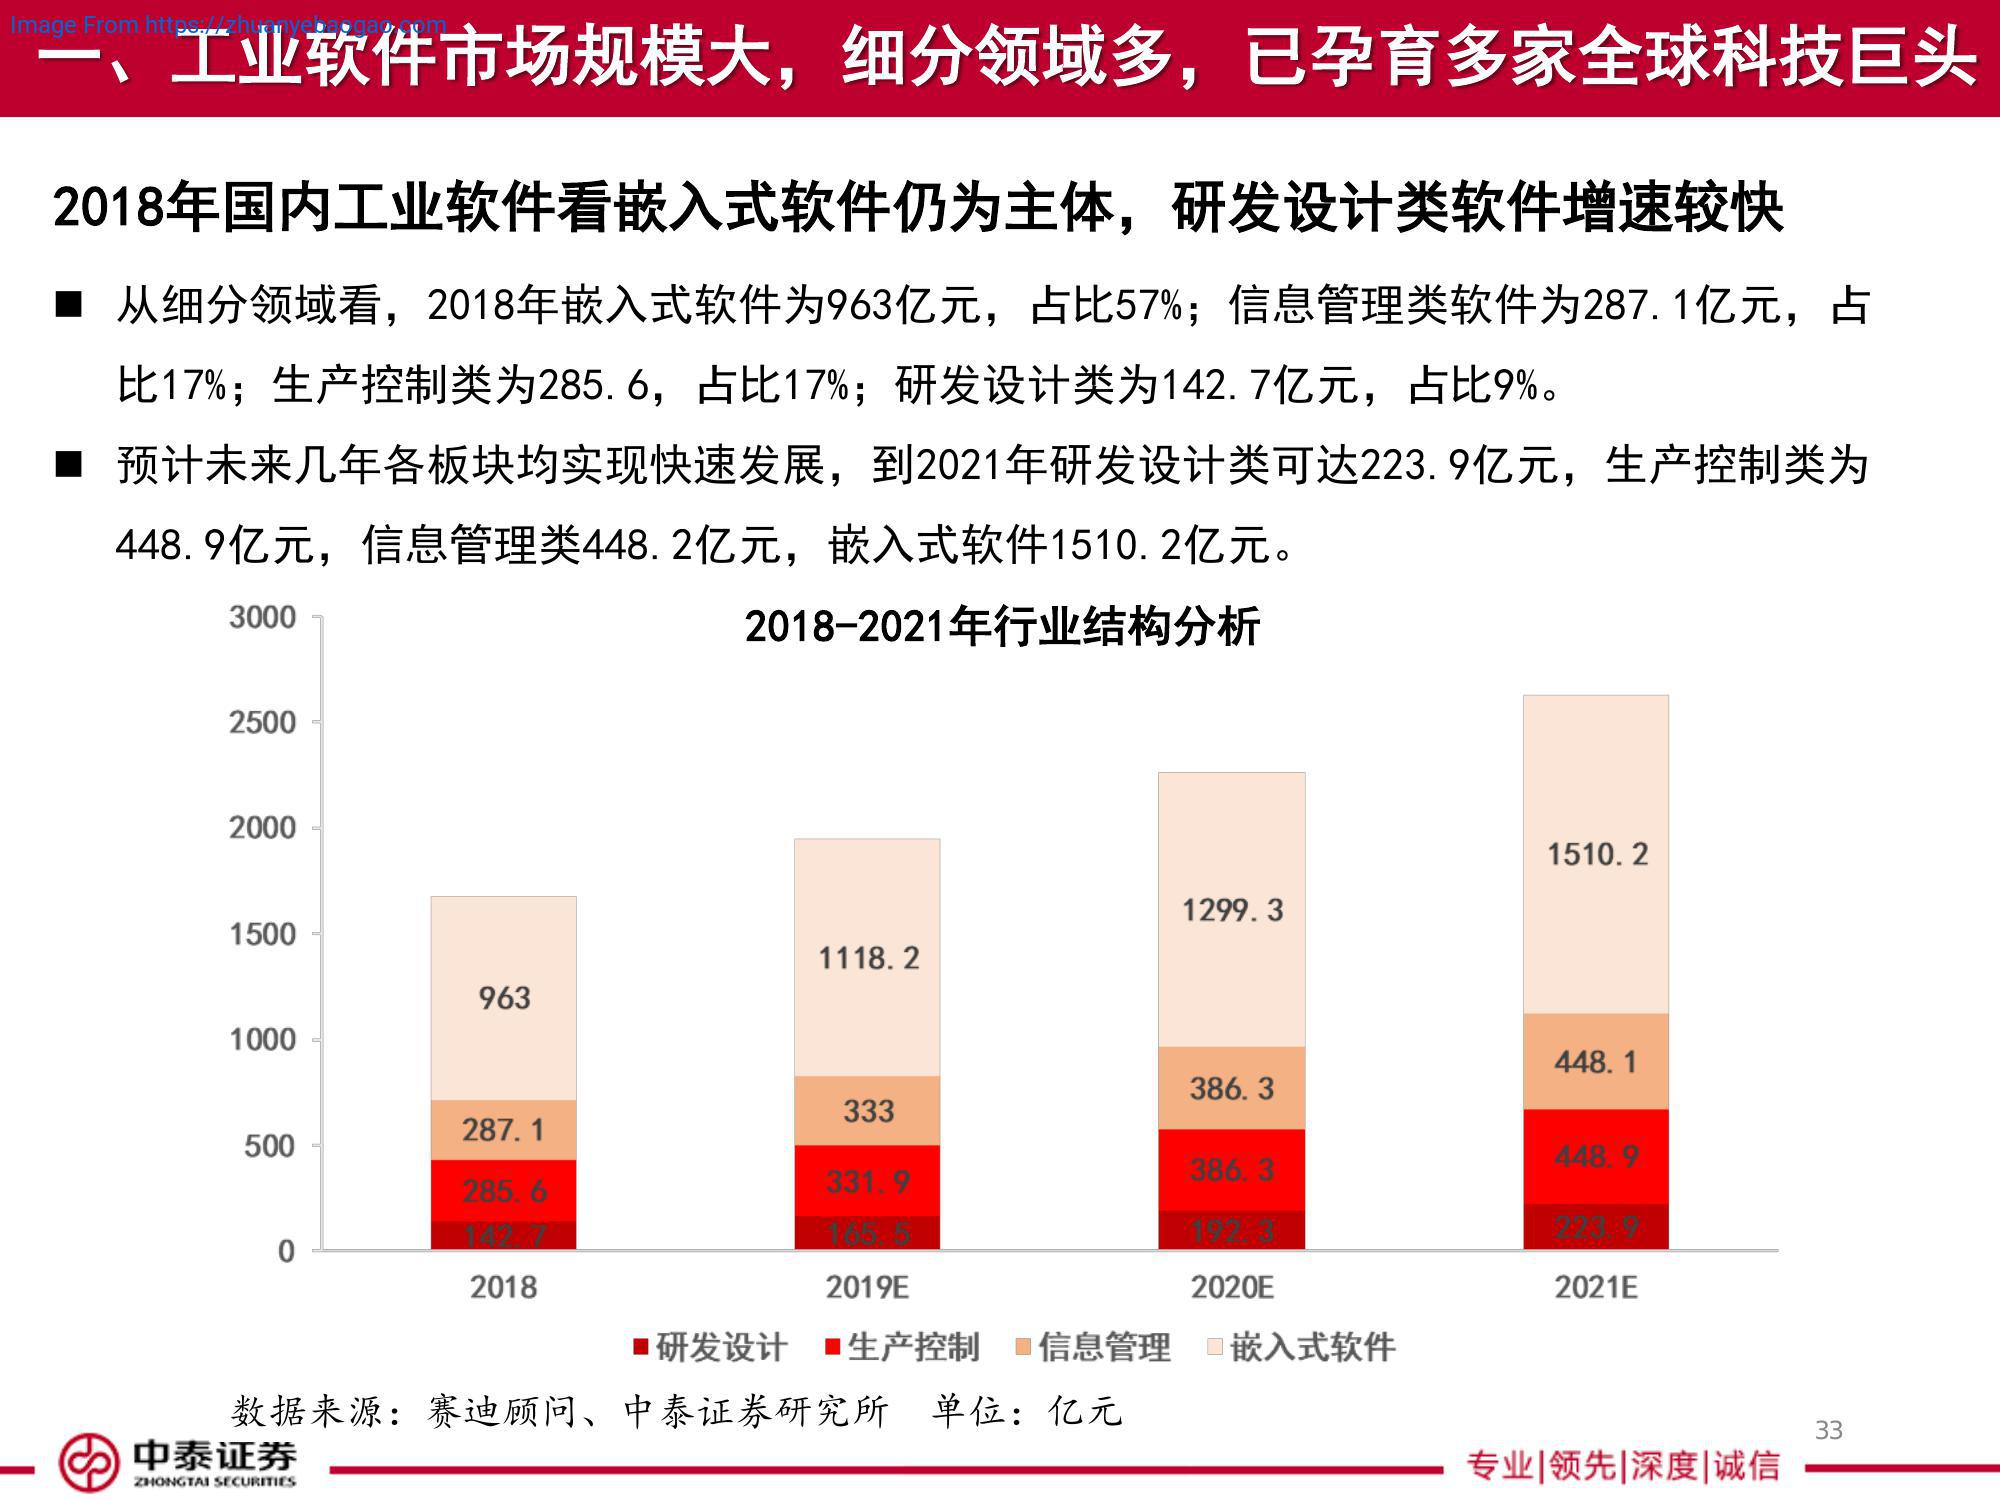 Image From https://zhuanyebaogao.com
一、工业软件市场规模大，细分领域多，已孕育多家全球科技巨头
2018年国内工业软件看嵌入式软件仍为主体，研发设计类软件增速较快
■ 从细分领域看，2018年嵌入式软件为963亿元，占比57%；信息管理类软件为287.1亿元，占
比17%；生产控制类为285.6，占比17%；研发设计类为142.7亿元，占比9%。
■ 预计未来几年各板块均实现快速发展，到2021年研发设计类可达223.9亿元，生产控制类为
448.9亿元，信息管理类448.2亿元，嵌入式软件1510.2亿元。
2018-2021年行业结构分析
3000
2500
2000
1500
1000
500
0
963
287.1
285.6
142.7
1118.2
333
331.9
165.5
1299.3
386.3
386.3
192.3
1510.2
448.1
448.9
223.9
2018 2019E 2020E 2021E
研发设计 生产控制 信息管理 嵌入式软件
数据来源：赛迪顾问、中泰证券研究所 单位：亿元
33
中泰证券
ZHONGTAI SECURITIES
专业|领先|深度|诚信